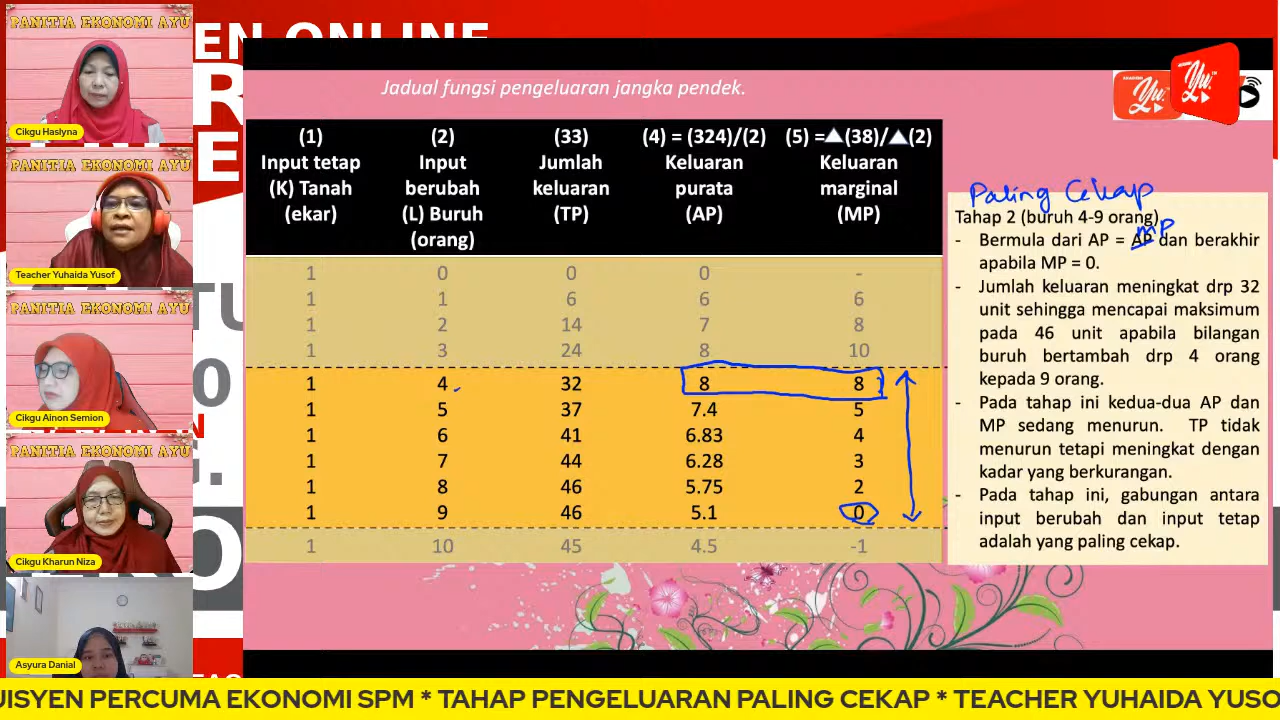 PANITIA EKONOMI AYU
Cikgu Haslyna
PANITIA EKONOMI AYU
Teacher Yuhaida Yusof
PANITIA EKONOMI AYU
Cikgu Ainon Semion
PANITIA EKONOMI AYU
Cikgu Kharun Niza
Asyura Danial
EN ONLINE
Jadual fungsi pengeluaran jangka pendek.
Yu.
Yu.
(1) (2) (33) (4) = (324)/(2) (5) =▲(38)/▲(2)
Input tetap Input Jumlah Keluaran Keluaran
(K) Tanah berubah keluaran purata marginal
(ekar) (L) Buruh (TP) (AP) (MP)
(orang)
1 0 0 0 -
1 1 6 6 6
1 2 14 7 8
1 3 24 8 10
1 4 32 8 8
1 5 37 7.4 5
1 6 41 6.83 4
1 7 44 6.28 3
1 8 46 5.75 2
1 9 46 5.1 0
1 10 45 4.5 -1
Paling Cekap
Tahap 2 (buruh 4-9 orang)
MP
- Bermula dari AP = AP dan berakhir
apabila MP = 0.
- Jumlah keluaran meningkat drp 32
unit sehingga mencapai maksimum
pada 46 unit apabila bilangan
buruh bertambah drp 4 orang
kepada 9 orang.
- Pada tahap ini kedua-dua AP dan
MP sedang menurun. TP tidak
menurun tetapi meningkat dengan
kadar yang berkurangan.
- Pada tahap ini, gabungan antara
input berubah dan input tetap
adalah yang paling cekap.
UISYEN PERCUMA EKONOMI SPM * TAHAP PENGELUARAN PALING CEKAP * TEACHER YUHAIDA YUSO